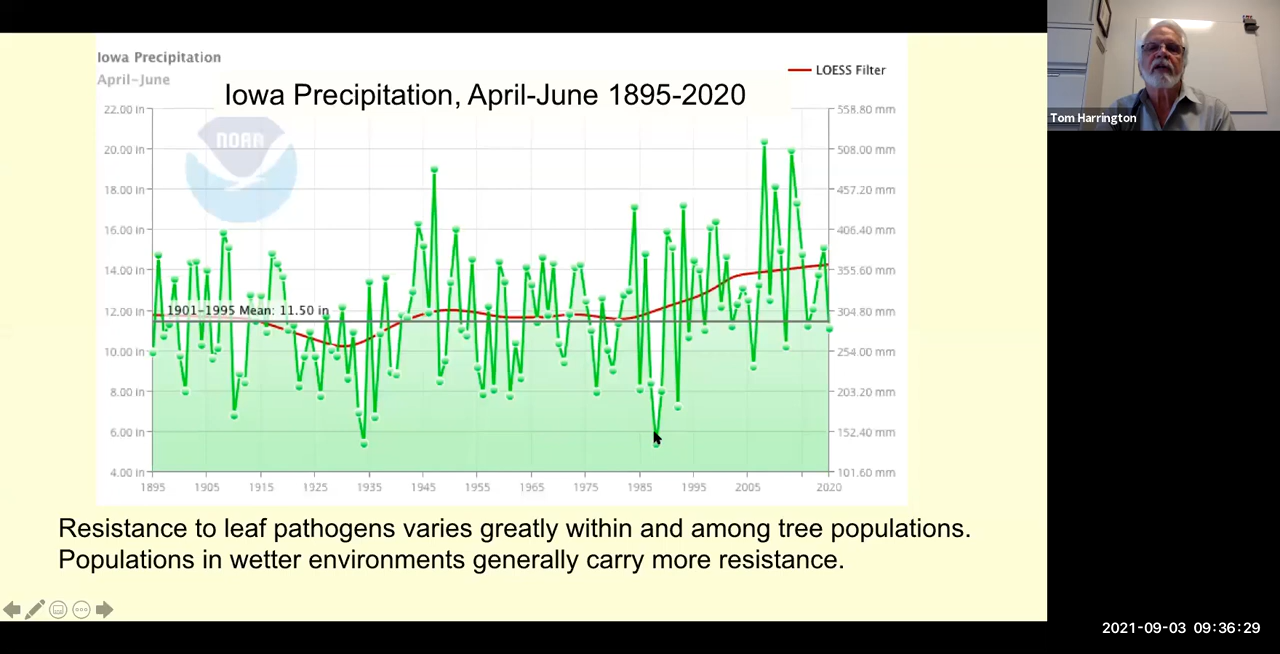 Iowa Precipitation
April-June
Iowa Precipitation, April-June 1895-2020
LOESS Filter
22.00 in
20.00 in
18.00 in
16.00 in
14.00 in
12.00 in
10.00 in
8.00 in
6.00 in
4.00 in
NOAA
1901-1995 Mean: 11.50 in
558.80 mm
508.00 mm
457.20 mm
406.40 mm
355.60 mm
304.80 mm
254.00 mm
203.20 mm
152.40 mm
101.60 mm
1895 1905 1915 1925 1935 1945 1955 1965 1975 1985 1995 2005 2020
Resistance to leaf pathogens varies greatly within and among tree populations.
Populations in wetter environments generally carry more resistance.
Tom Harrington
2021-09-03 09:36:29